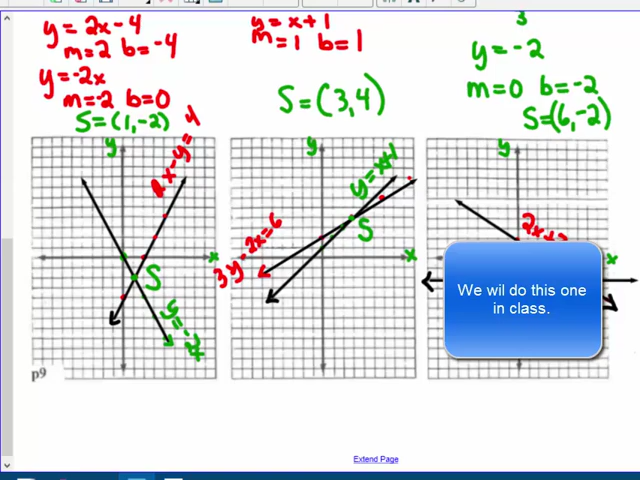 y = 2x - 4
m = 2 b = -4
y = -2x
m = -2 b = 0
S = (1, -2)
y
2x - y = 4
x
S
y = -2x
p9
y = x + 1
m = 1 b = 1
S = (3, 4)
y
y = x + 1
S
x
3y - 2x = 6
3
y = -2
m = 0 b = -2
S = (6, -2)
y
x
We wil do this one
in class.
Extend Page